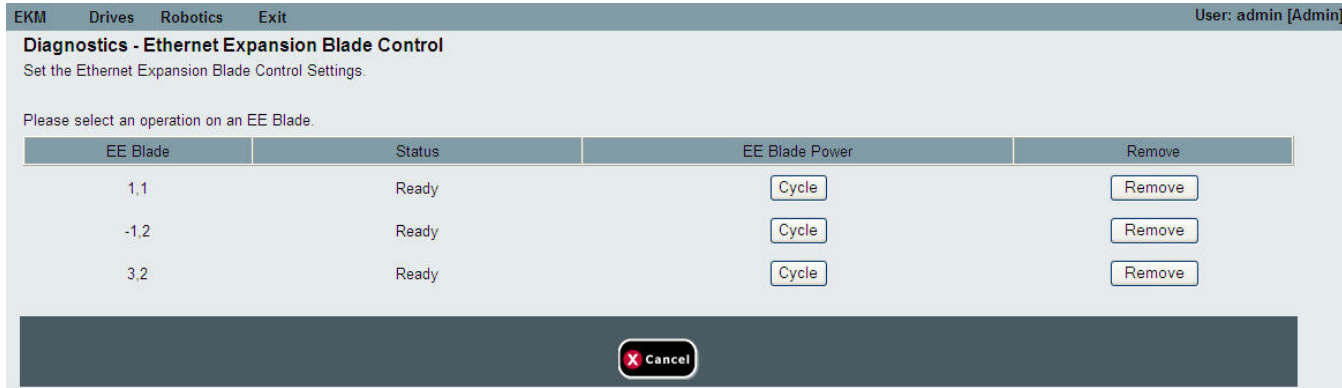 EKM Drives Robotics Exit User: admin [Admin]
Diagnostics - Ethernet Expansion Blade Control
Set the Ethernet Expansion Blade Control Settings.
Please select an operation on an EE Blade.
EE Blade Status EE Blade Power Remove
1,1 Ready Cycle Remove
-1,2 Ready Cycle Remove
3,2 Ready Cycle Remove
X Cancel